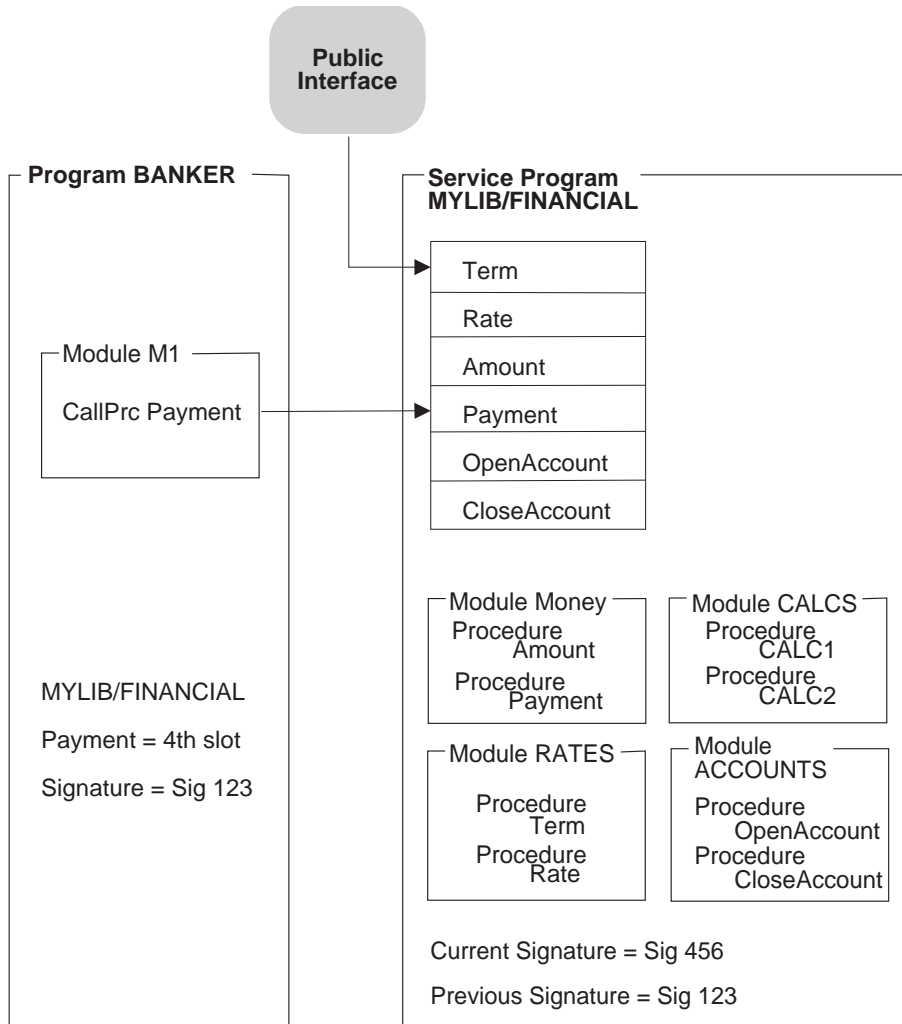 Public
Interface
Program BANKER
Module M1
CallPrc Payment
MYLIB/FINANCIAL
Payment = 4th slot
Signature = Sig 123
Service Program
MYLIB/FINANCIAL
Term
Rate
Amount
Payment
OpenAccount
CloseAccount
Module Money
Procedure
Amount
Procedure
Payment
Module CALCS
Procedure
CALC1
Procedure
CALC2
Module RATES
Procedure
Term
Procedure
Rate
Module
ACCOUNTS
Procedure
OpenAccount
Procedure
CloseAccount
Current Signature = Sig 456
Previous Signature = Sig 123